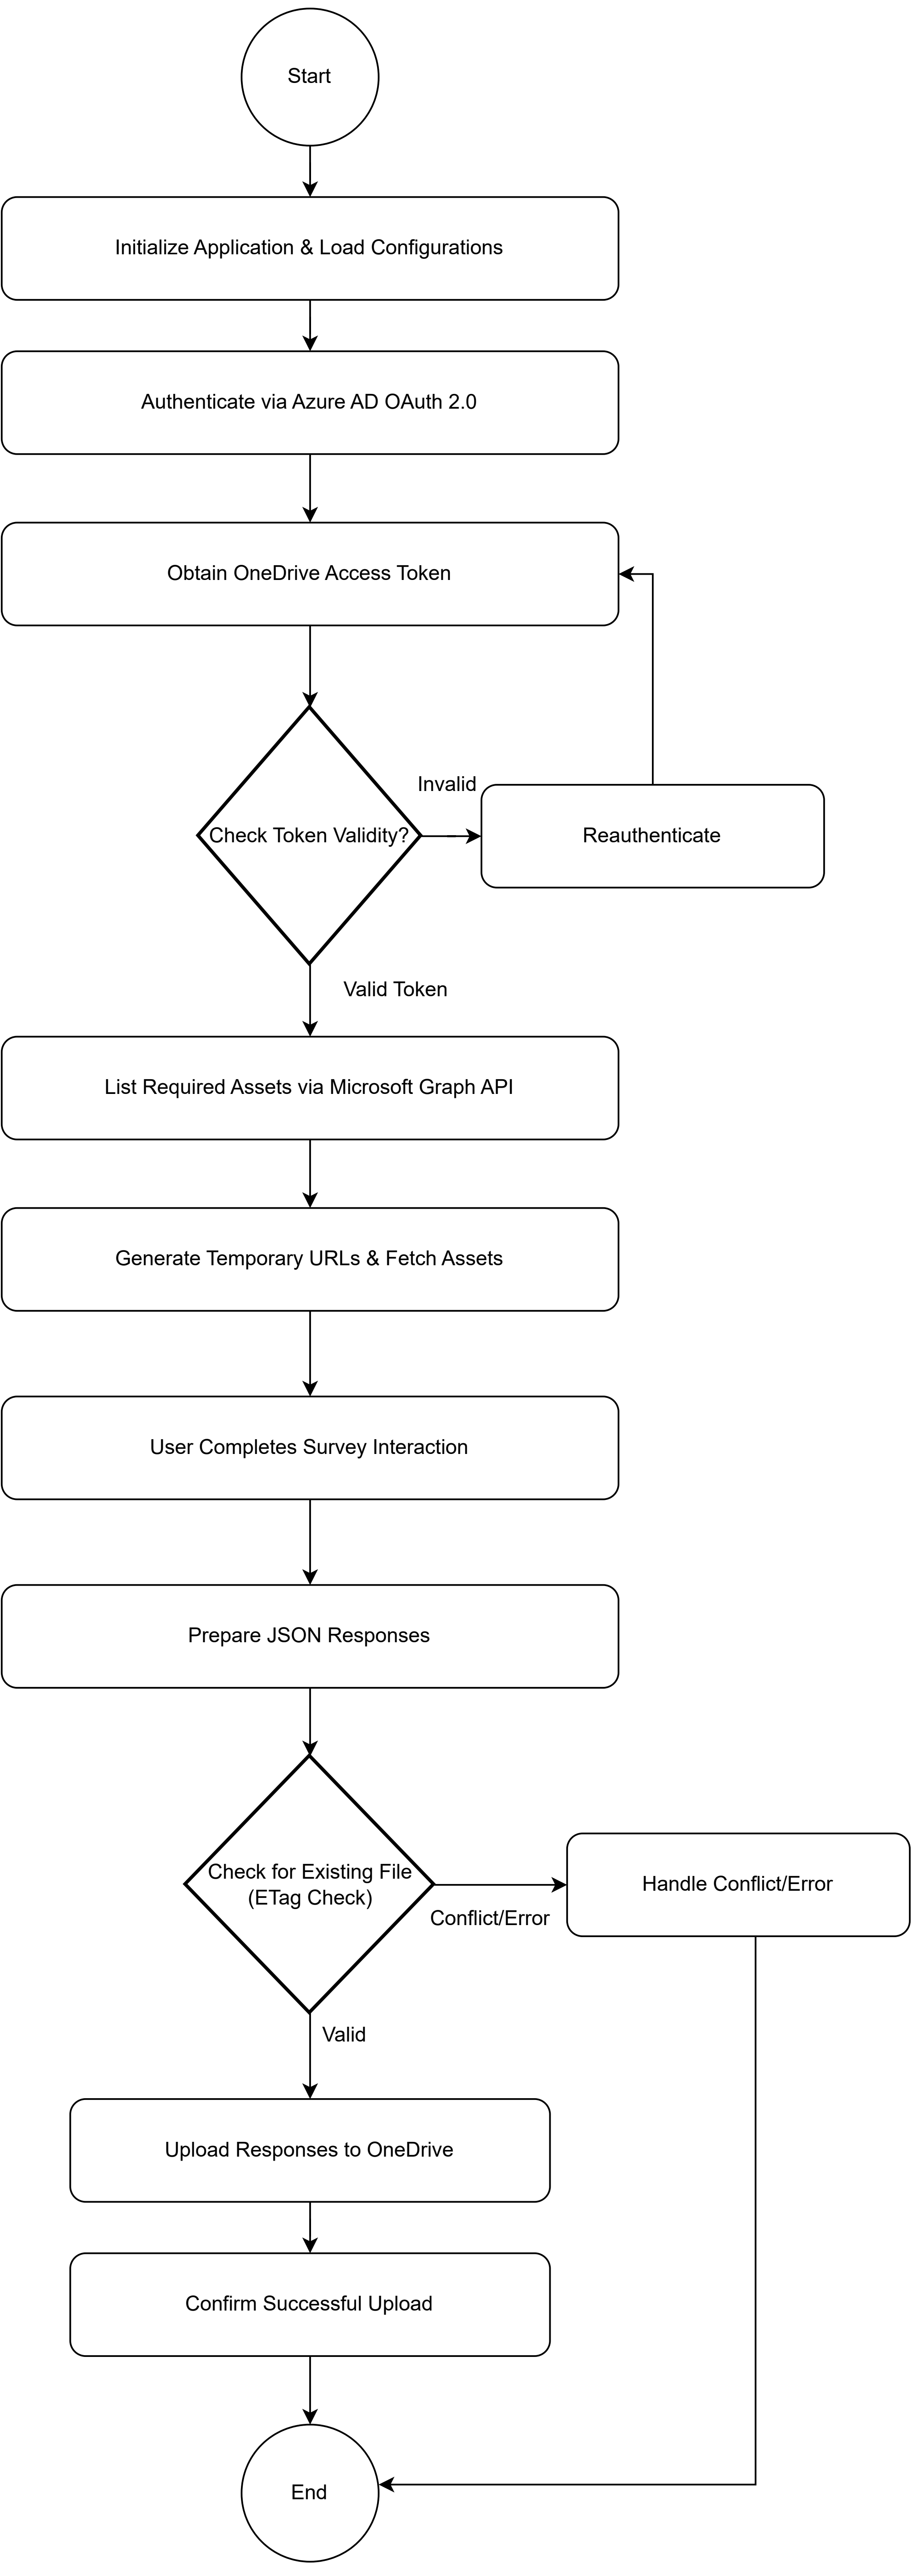 Start
Initialize Application & Load Configurations
Authenticate via Azure AD OAuth 2.0
Obtain OneDrive Access Token
Invalid
Check Token Validity?
Reauthenticate
Valid Token
List Required Assets via Microsoft Graph API
Generate Temporary URLs & Fetch Assets
User Completes Survey Interaction
Prepare JSON Responses
Check for Existing File
(ETag Check)
Handle Conflict/Error
Conflict/Error
Valid
Upload Responses to OneDrive
Confirm Successful Upload
End